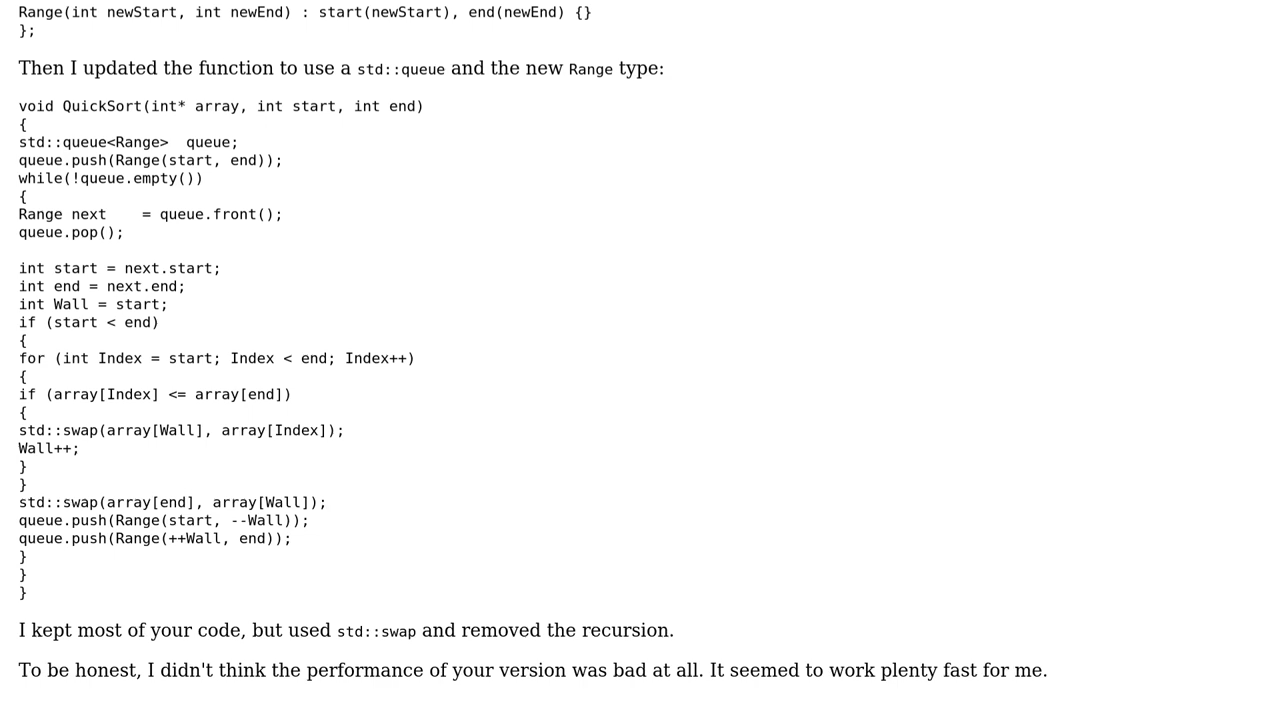 Range(int newStart, int newEnd) : start(newStart), end(newEnd) {}
};
Then I updated the function to use a std::queue and the new Range type:
void QuickSort(int* array, int start, int end)
{
std::queue<Range>  queue;
queue.push(Range(start, end));
while(!queue.empty())
{
Range next    = queue.front();
queue.pop();
int start = next.start;
int end = next.end;
int Wall = start;
if (start < end)
{
for (int Index = start; Index < end; Index++)
{
if (array[Index] <= array[end])
{
std::swap(array[Wall], array[Index]);
Wall++;
}
}
std::swap(array[end], array[Wall]);
queue.push(Range(start, --Wall));
queue.push(Range(++Wall, end));
}
}
}
I kept most of your code, but used std::swap and removed the recursion.
To be honest, I didn't think the performance of your version was bad at all. It seemed to work plenty fast for me.